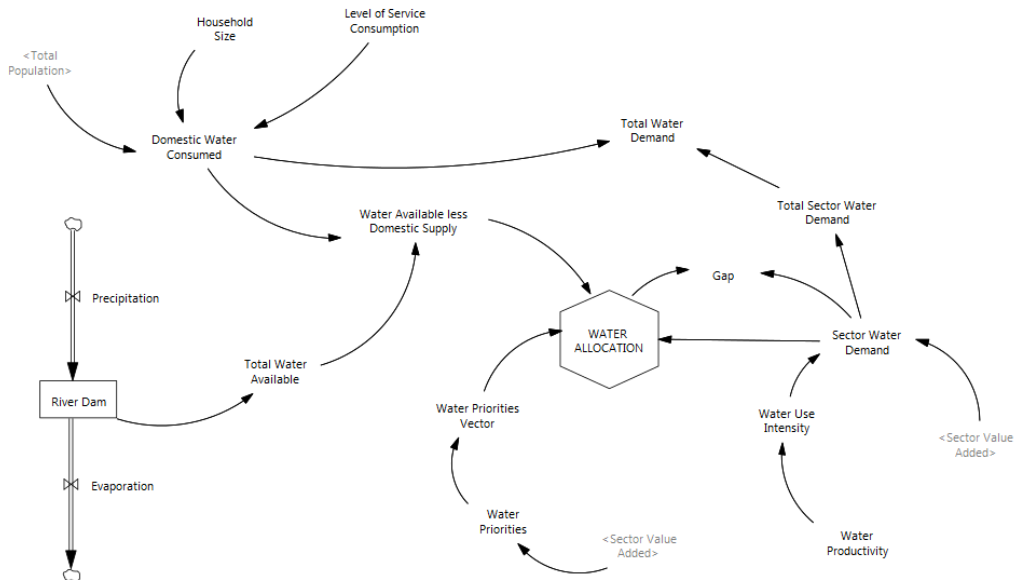 Level of Service
Consumption
Household
Size
<Total
Population>
Total Water
Demand
Domestic Water
Consumed
Total Sector Water
Demand
Water Available less
Domestic Supply
Gap
Precipitation
WATER
ALLOCATION
Sector Water
Demand
Total Water
Available
River Dam
Water Priorities
Vector
Water Use
Intensity
<Sector Value
Added>
Evaporation
Water
Priorities
<Sector Value
Added>
Water
Productivity